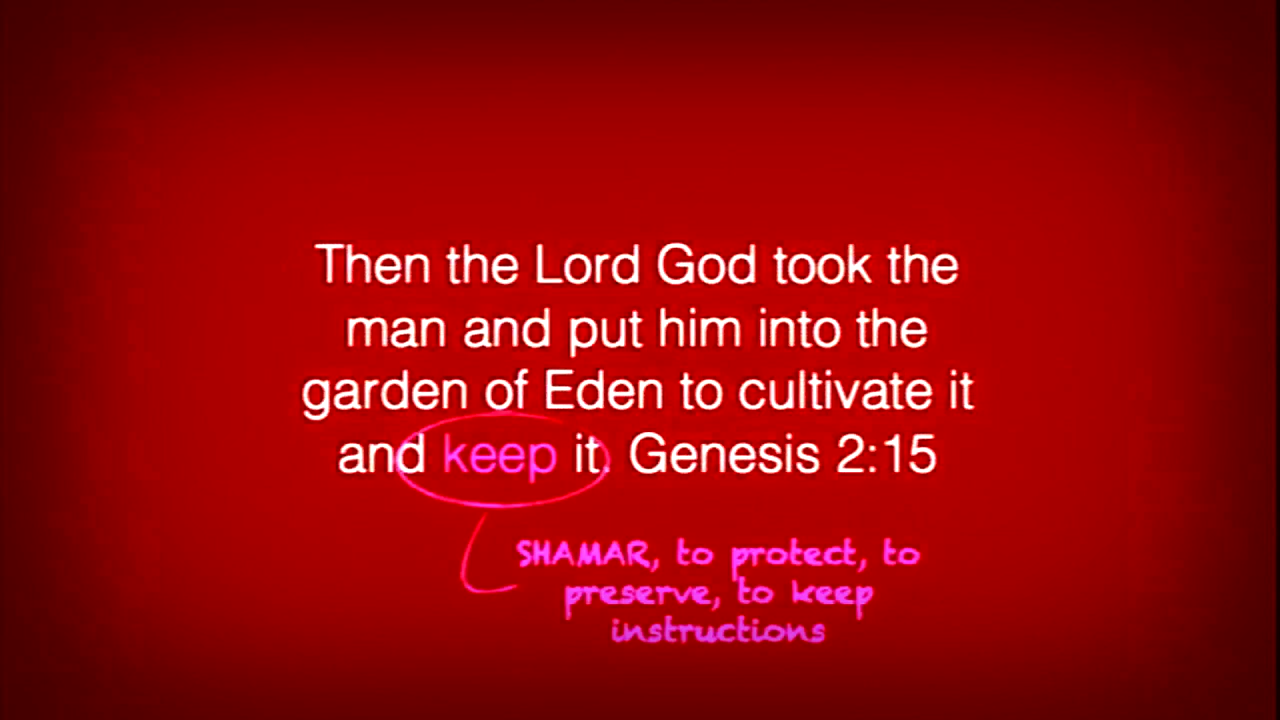 Then the Lord God took the
man and put him into the
garden of Eden to cultivate it
and keep it. Genesis 2:15
SHAMAR, to protect, to
preserve, to keep
instructions